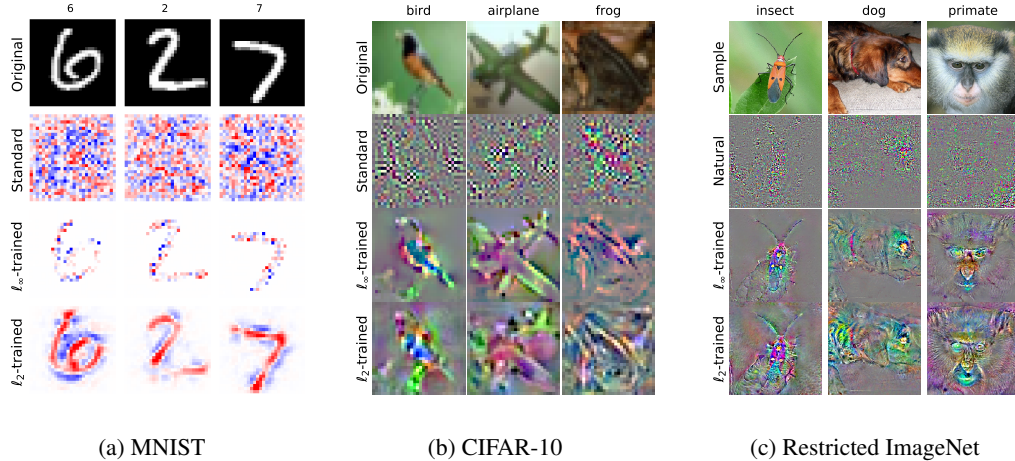 6 2 7
Original
Standard
ℓ∞-trained
ℓ2-trained
(a) MNIST
bird airplane frog
Original
Standard
ℓ∞-trained
ℓ2-trained
(b) CIFAR-10
insect dog primate
Sample
Natural
ℓ∞-trained
ℓ2-trained
(c) Restricted ImageNet